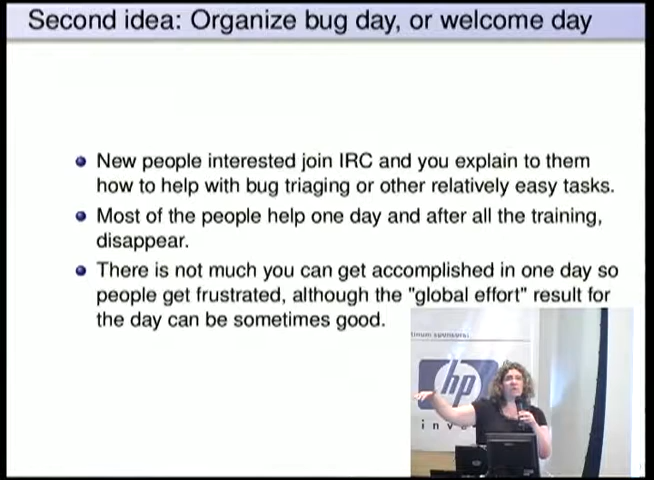 Second idea: Organize bug day, or welcome day
New people interested join IRC and you explain to them
how to help with bug triaging or other relatively easy tasks.
Most of the people help one day and after all the training,
disappear.
There is not much you can get accomplished in one day so
people get frustrated, although the "global effort" result for
the day can be sometimes good.
sponsors:
hp
i n v